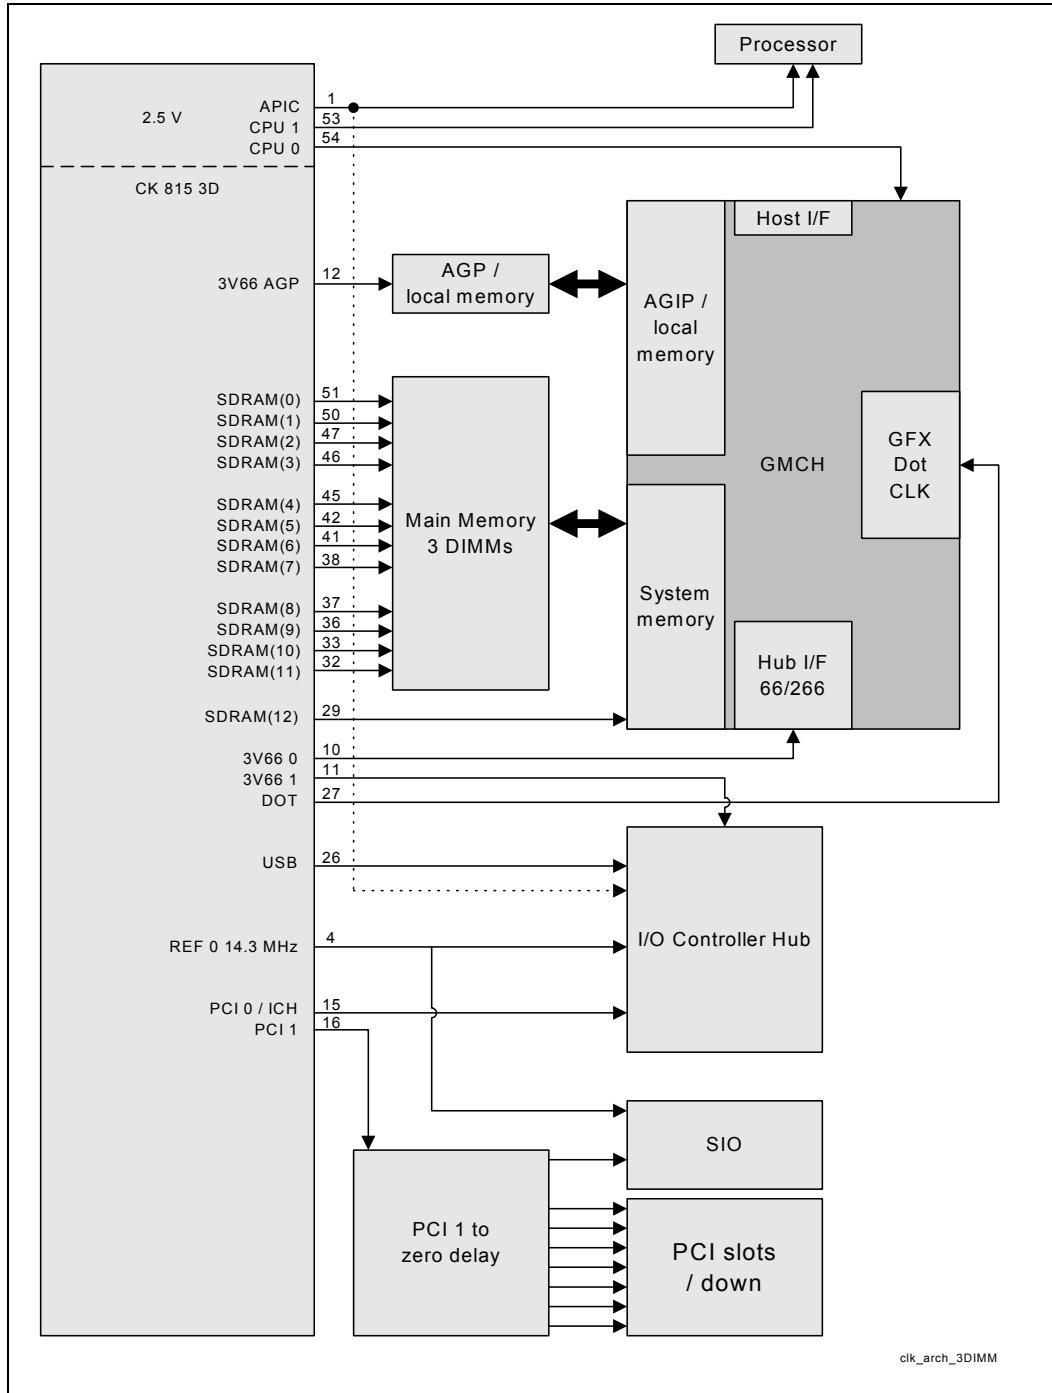 Processor
2.5 V
APIC 1
CPU 1 53
CPU 0 54
CK 815 3D
Host I/F
3V66 AGP 12
AGP /
local memory
AGIP /
local
memory
SDRAM(0) 51
SDRAM(1) 50
SDRAM(2) 47
SDRAM(3) 46
SDRAM(4) 45
SDRAM(5) 42
SDRAM(6) 41
SDRAM(7) 38
SDRAM(8) 37
SDRAM(9) 36
SDRAM(10) 33
SDRAM(11) 32
Main Memory
3 DIMMs
GMCH
GFX
Dot
CLK
System
memory
Hub I/F
66/266
SDRAM(12) 29
3V66 0 10
3V66 1 11
DOT 27
USB 26
REF 0 14.3 MHz 4
I/O Controller Hub
PCI 0 / ICH 15
PCI 1 16
SIO
PCI 1 to
zero delay
PCI slots
/ down
clk_arch_3DIMM